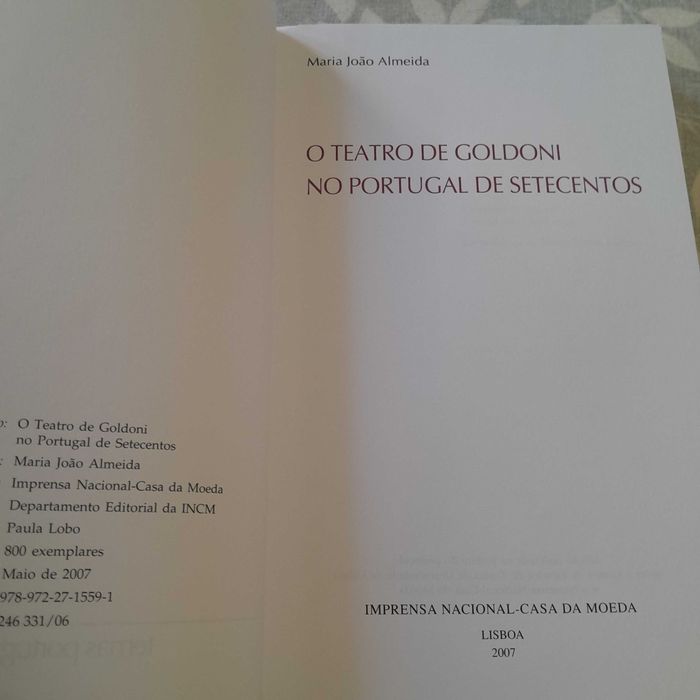 o: O Teatro de Goldoni
no Portugal de Setecentos
: Maria João Almeida
Imprensa Nacional-Casa da Moeda
Departamento Editorial da INCM
Paula Lobo
800 exemplares
Maio de 2007
978-972-27-1559-1
246 331/06
Maria João Almeida
O TEATRO DE GOLDONI
NO PORTUGAL DE SETECENTOS
IMPRENSA NACIONAL-CASA DA MOEDA
LISBOA
2007